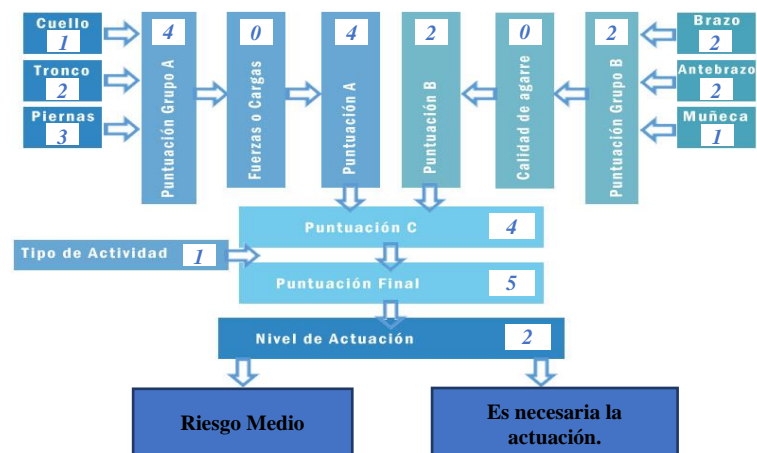 Cuello
1
Tronco
2
Piernas
3
4
Puntuación Grupo A
0
Fuerzas o Cargas
4
Puntuación A
2
Puntuación B
0
Calidad de agarre
2
Puntuación Grupo B
Brazo
2
Antebrazo
2
Muñeca
1
Puntuación C 4
Tipo de Actividad 1
Puntuación Final 5
Nivel de Actuación 2
Riesgo Medio
Es necesaria la
actuación.